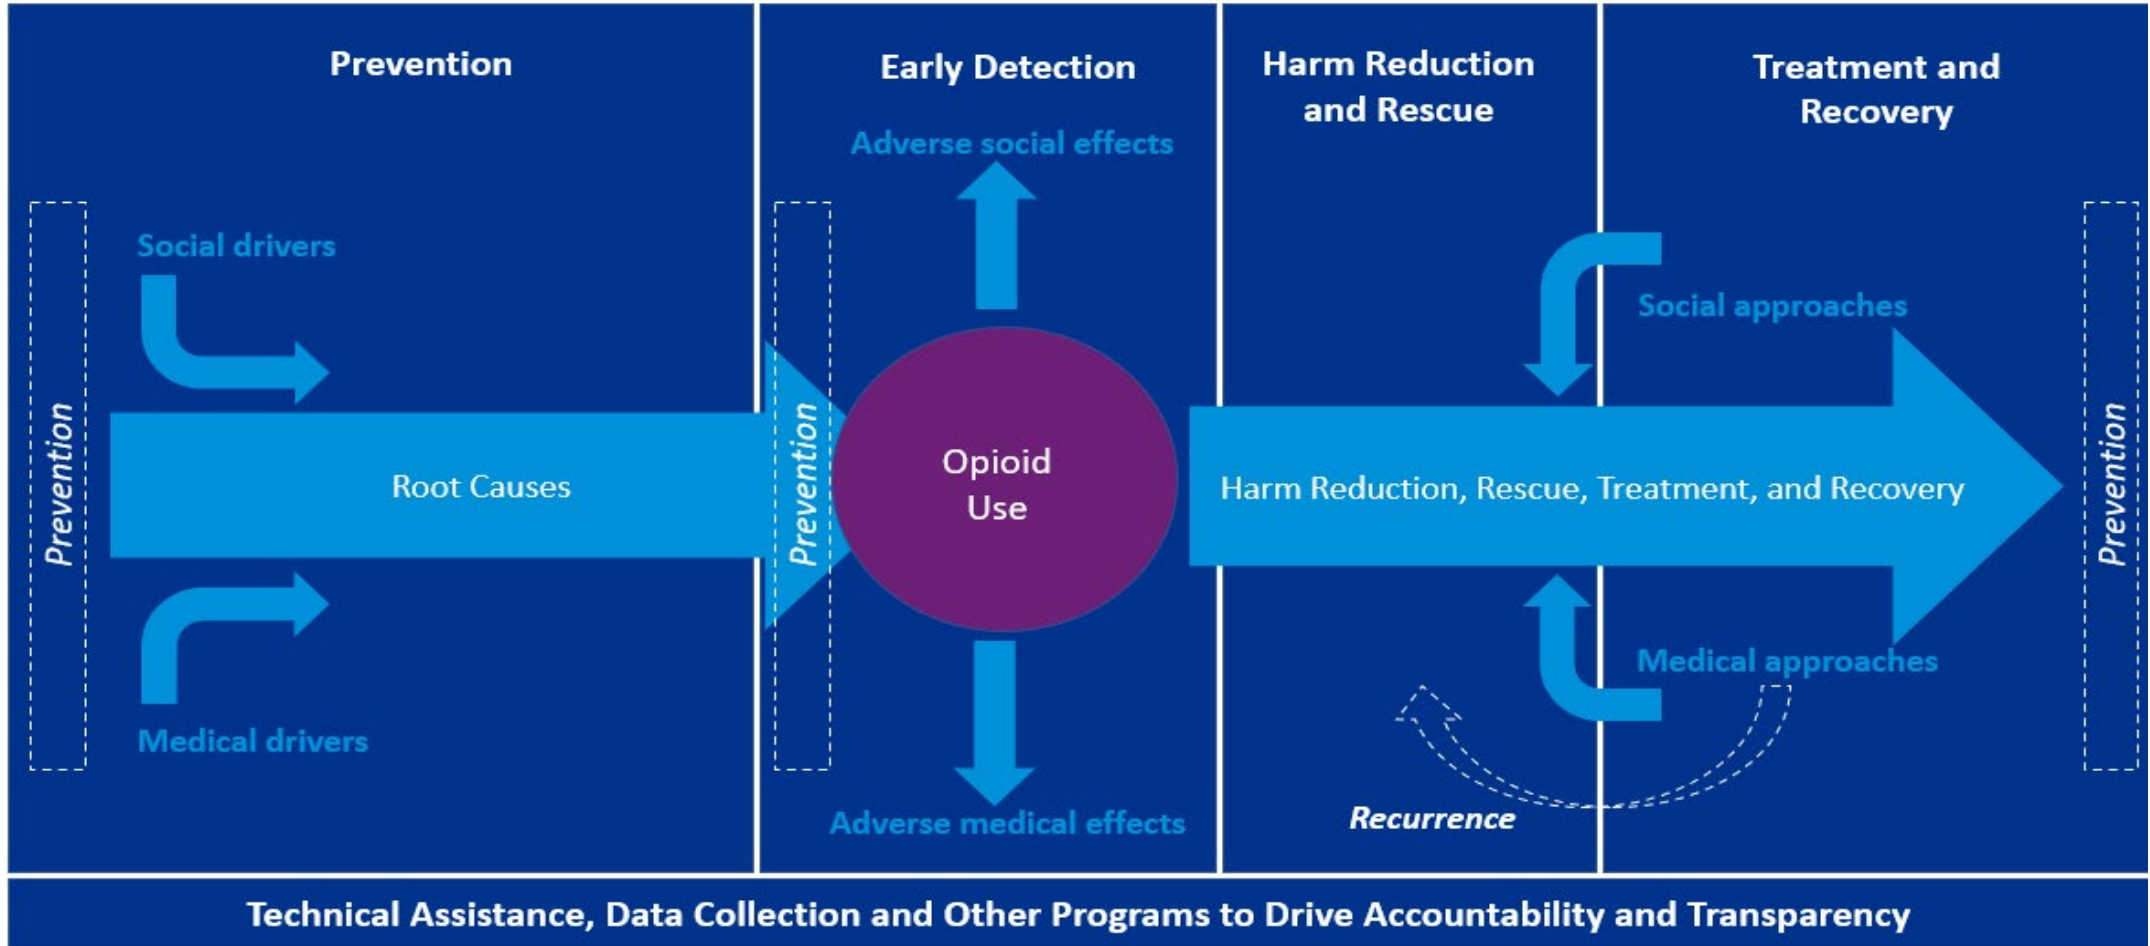 Prevention
Early Detection
Harm Reduction
and Rescue
Treatment and
Recovery
Adverse social effects
Prevention
Social drivers
Root Causes
Medical drivers
Prevention
Opioid
Use
Adverse medical effects
Social approaches
Harm Reduction, Rescue, Treatment, and Recovery
Medical approaches
Recurrence
Prevention
Technical Assistance, Data Collection and Other Programs to Drive Accountability and Transparency